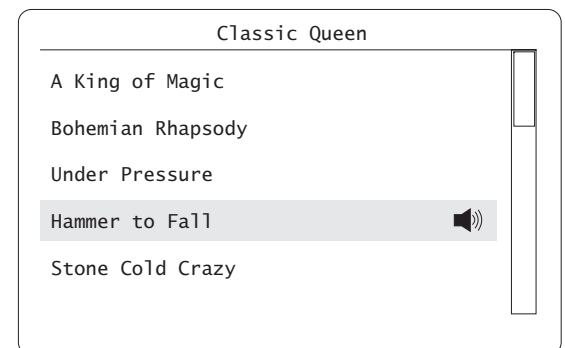 Classic Queen
A King of Magic
Bohemian Rhapsody
Under Pressure
Hammer to Fall
Stone Cold Crazy